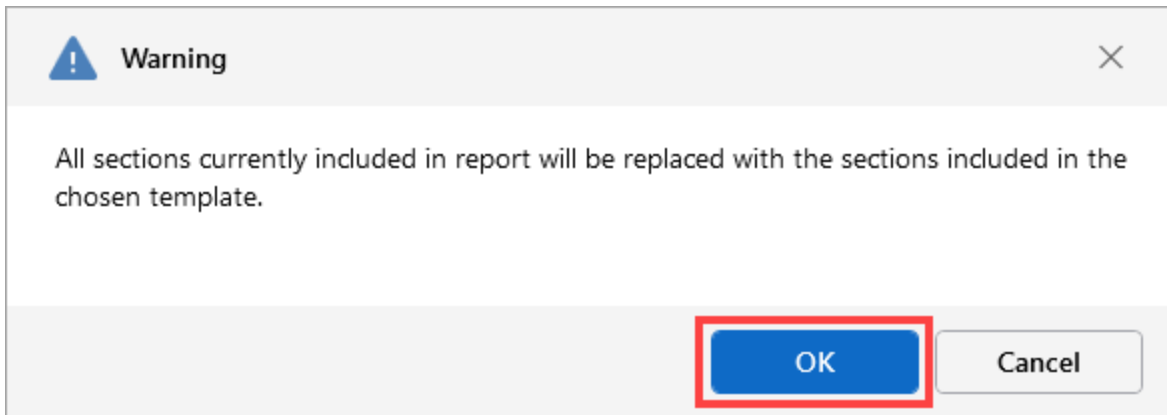 Warning
All sections currently included in report will be replaced with the sections included in the
chosen template.
OK
Cancel